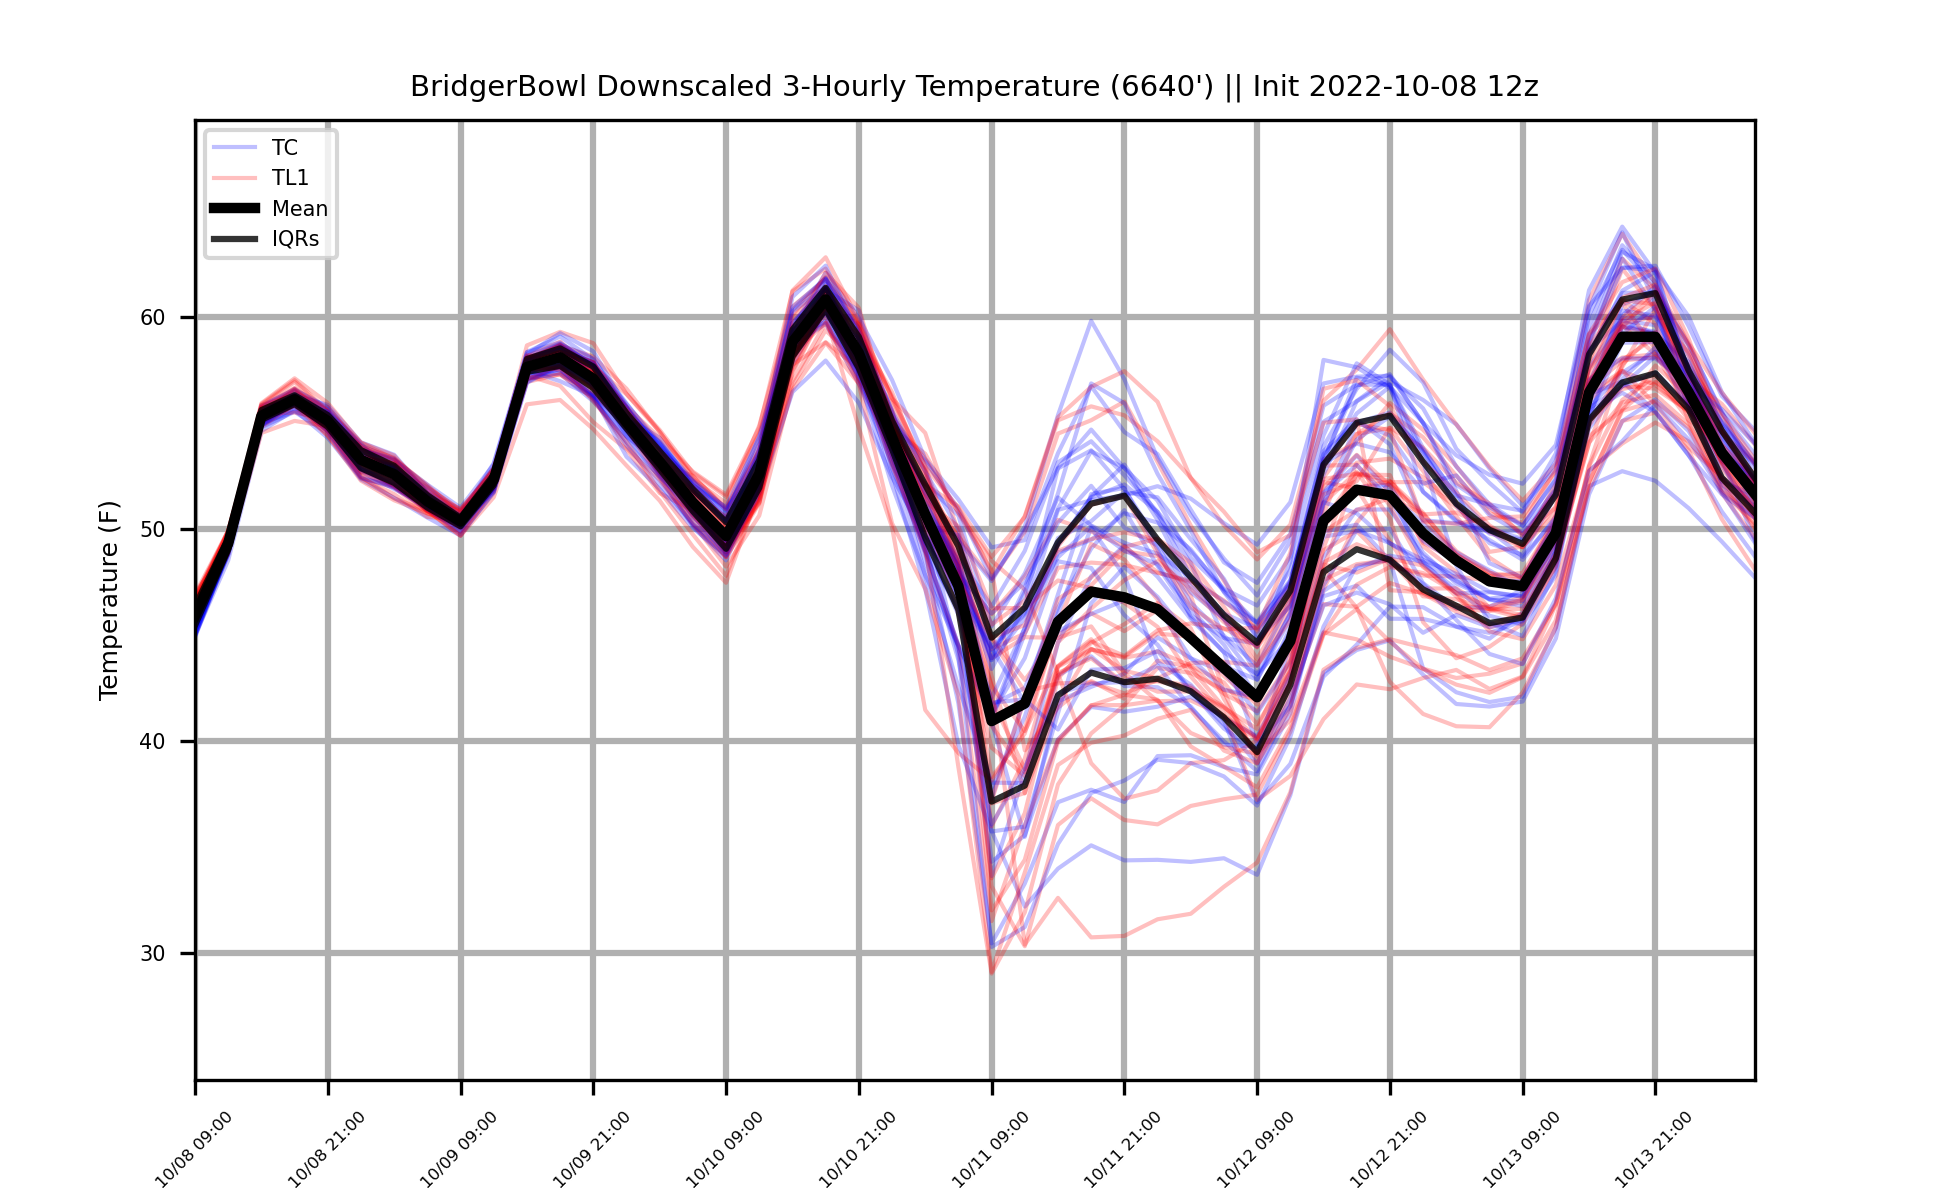 BridgerBowl Downscaled 3-Hourly Temperature (6640') || Init 2022-10-08 12z
TC
TL1
Mean
IQRs
Temperature (F)
60
50
40
30
10/08 09:00
10/08 21:00
10/09 09:00
10/09 21:00
10/10 09:00
10/10 21:00
10/11 09:00
10/11 21:00
10/12 09:00
10/12 21:00
10/13 09:00
10/13 21:00